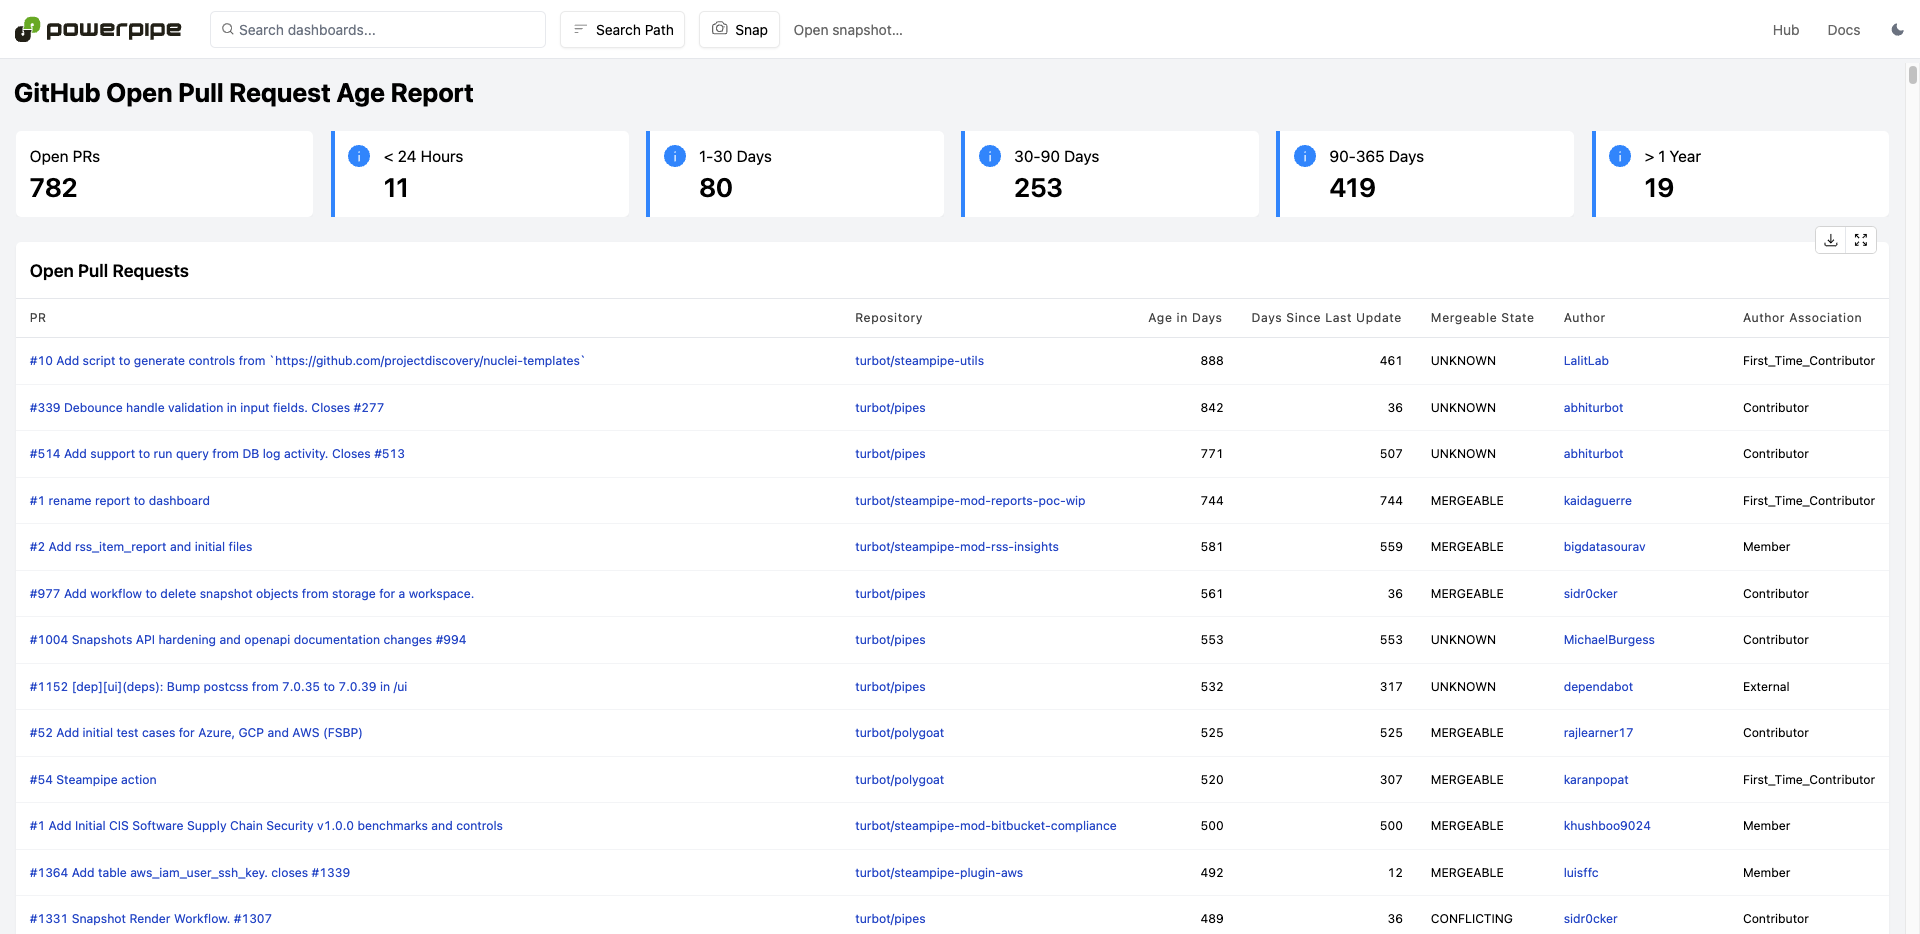 powerpipe Search dashboards... Search Path Snap Open snapshot... Hub Docs
GitHub Open Pull Request Age Report
Open PRs
782
< 24 Hours
11
1-30 Days
80
30-90 Days
253
90-365 Days
419
> 1 Year
19
Open Pull Requests
PR Repository Age in Days Days Since Last Update Mergeable State Author Author Association
#10 Add script to generate controls from `https://github.com/projectdiscovery/nuclei-templates` turbot/steampipe-utils 888 461 UNKNOWN LalitLab First_Time_Contributor
#339 Debounce handle validation in input fields. Closes #277 turbot/pipes 842 36 UNKNOWN abhiturbot Contributor
#514 Add support to run query from DB log activity. Closes #513 turbot/pipes 771 507 UNKNOWN abhiturbot Contributor
#1 rename report to dashboard turbot/steampipe-mod-reports-poc-wip 744 744 MERGEABLE kaidaguerre First_Time_Contributor
#2 Add rss_item_report and initial files turbot/steampipe-mod-rss-insights 581 559 MERGEABLE bigdatasourav Member
#977 Add workflow to delete snapshot objects from storage for a workspace. turbot/pipes 561 36 MERGEABLE sidr0cker Contributor
#1004 Snapshots API hardening and openapi documentation changes #994 turbot/pipes 553 553 UNKNOWN MichaelBurgess Contributor
#1152 [dep][ui](deps): Bump postcss from 7.0.35 to 7.0.39 in /ui turbot/pipes 532 317 UNKNOWN dependabot External
#52 Add initial test cases for Azure, GCP and AWS (FSBP) turbot/polygoat 525 525 MERGEABLE rajlearner17 Contributor
#54 Steampipe action turbot/polygoat 520 307 MERGEABLE karanpopat First_Time_Contributor
#1 Add Initial CIS Software Supply Chain Security v1.0.0 benchmarks and controls turbot/steampipe-mod-bitbucket-compliance 500 500 MERGEABLE khushboo9024 Member
#1364 Add table aws_iam_user_ssh_key. closes #1339 turbot/steampipe-plugin-aws 492 12 MERGEABLE luisffc Member
#1331 Snapshot Render Workflow. #1307 turbot/pipes 489 36 CONFLICTING sidr0cker Contributor